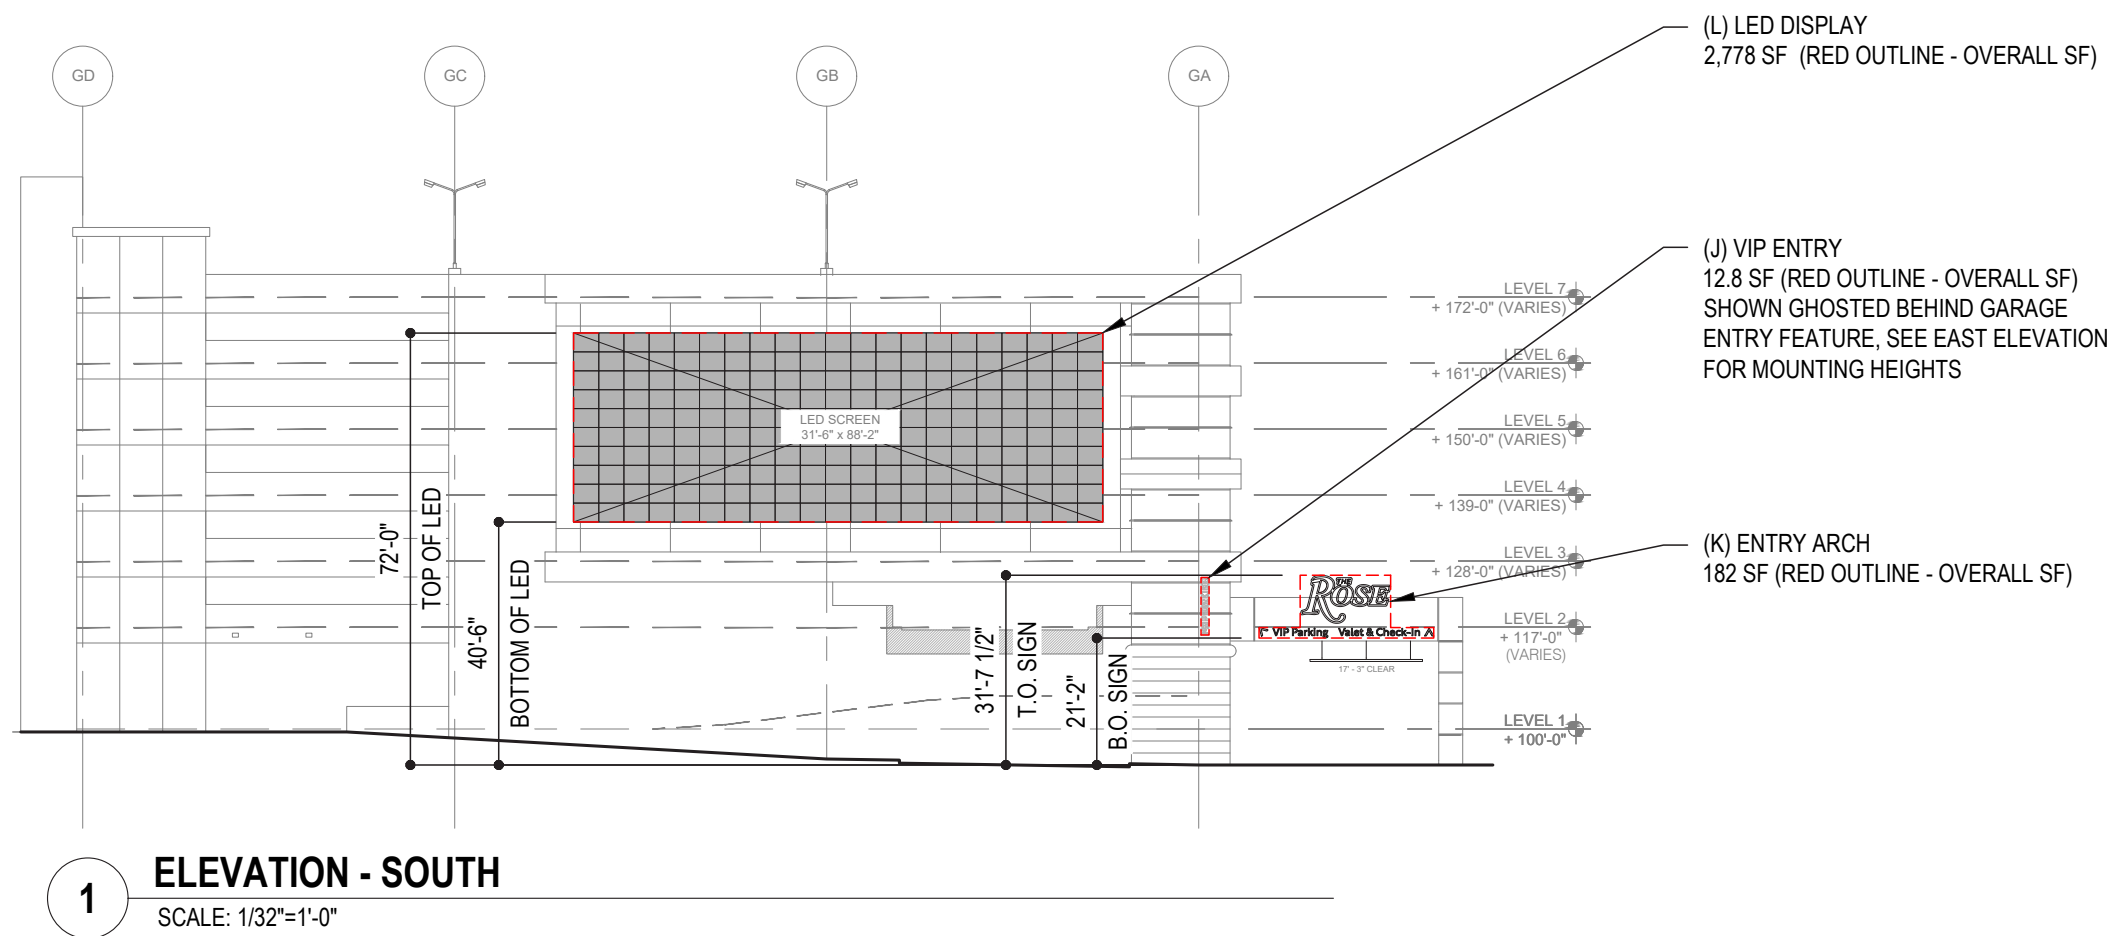 GD
GC
GB
GA
(L) LED DISPLAY
2,778 SF (RED OUTLINE - OVERALL SF)
(J) VIP ENTRY
12.8 SF (RED OUTLINE - OVERALL SF)
SHOWN GHOSTED BEHIND GARAGE
ENTRY FEATURE, SEE EAST ELEVATION
FOR MOUNTING HEIGHTS
(K) ENTRY ARCH
182 SF (RED OUTLINE - OVERALL SF)
LEVEL 7
+ 172'-0" (VARIES)
LEVEL 6
+ 161'-0" (VARIES)
LEVEL 5
+ 150'-0" (VARIES)
LEVEL 4
+ 139-0" (VARIES)
LEVEL 3
+ 128'-0" (VARIES)
LEVEL 2
+ 117'-0"
(VARIES)
LEVEL 1
+ 100'-0"
LED SCREEN
31'-6" x 88'-2"
72'-0"
TOP OF LED
40'-6"
BOTTOM OF LED
31'-7 1/2"
T.O. SIGN
21'-2"
B.O. SIGN
THE
ROSE
VIP Parking Valet & Check-In
17' - 3" CLEAR
1
ELEVATION - SOUTH
SCALE: 1/32"=1'-0"